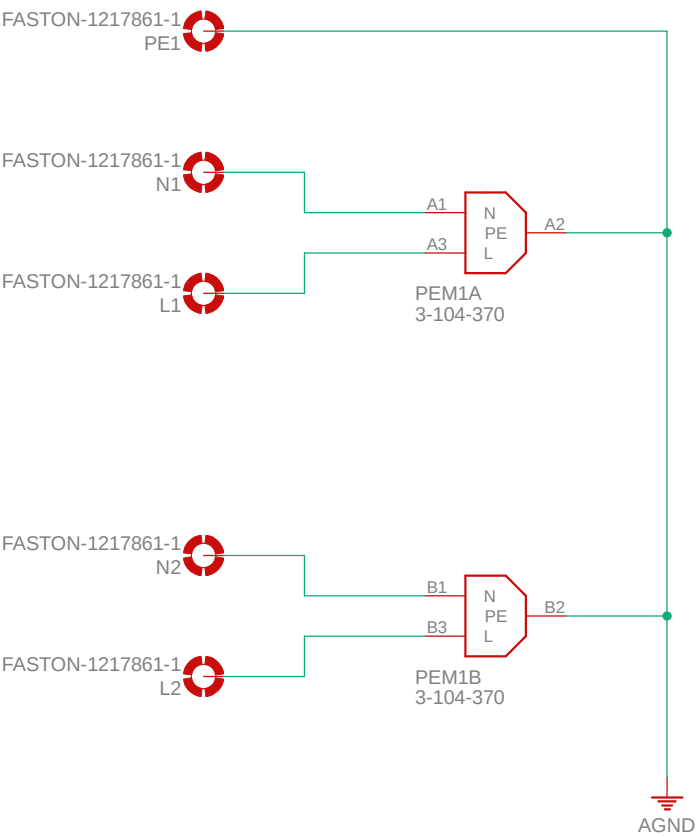 FASTON-1217861-1
PE1
FASTON-1217861-1
N1
A1
N
PE
A2
A3
L
FASTON-1217861-1
L1
PEM1A
3-104-370
FASTON-1217861-1
N2
B1
N
PE
B2
B3
L
FASTON-1217861-1
L2
PEM1B
3-104-370
AGND